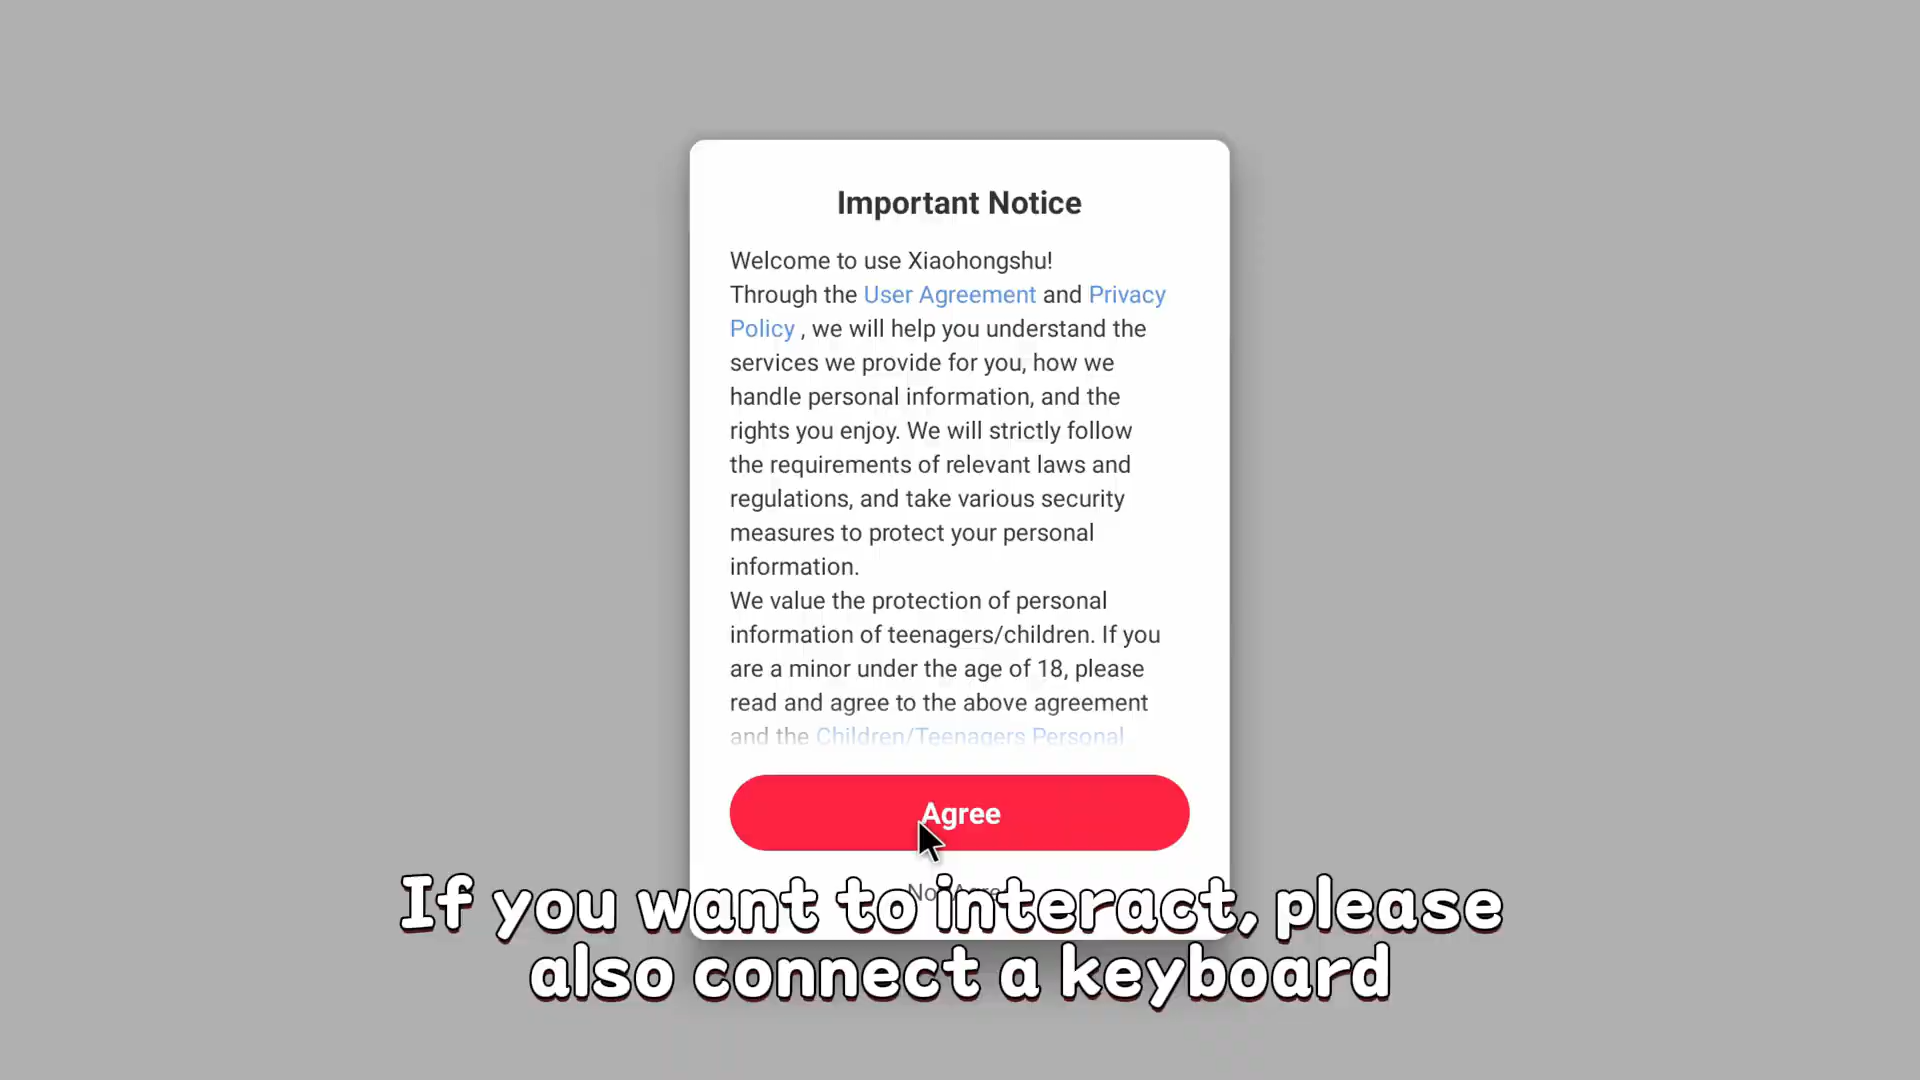 Important Notice
Welcome to use Xiaohongshu!
Through the User Agreement and Privacy
Policy , we will help you understand the
services we provide for you, how we
handle personal information, and the
rights you enjoy. We will strictly follow
the requirements of relevant laws and
regulations, and take various security
measures to protect your personal
information.
We value the protection of personal
information of teenagers/children. If you
are a minor under the age of 18, please
read and agree to the above agreement
and the Children/Teenagers Personal
Agree
If you want to interact, please
also connect a keyboard